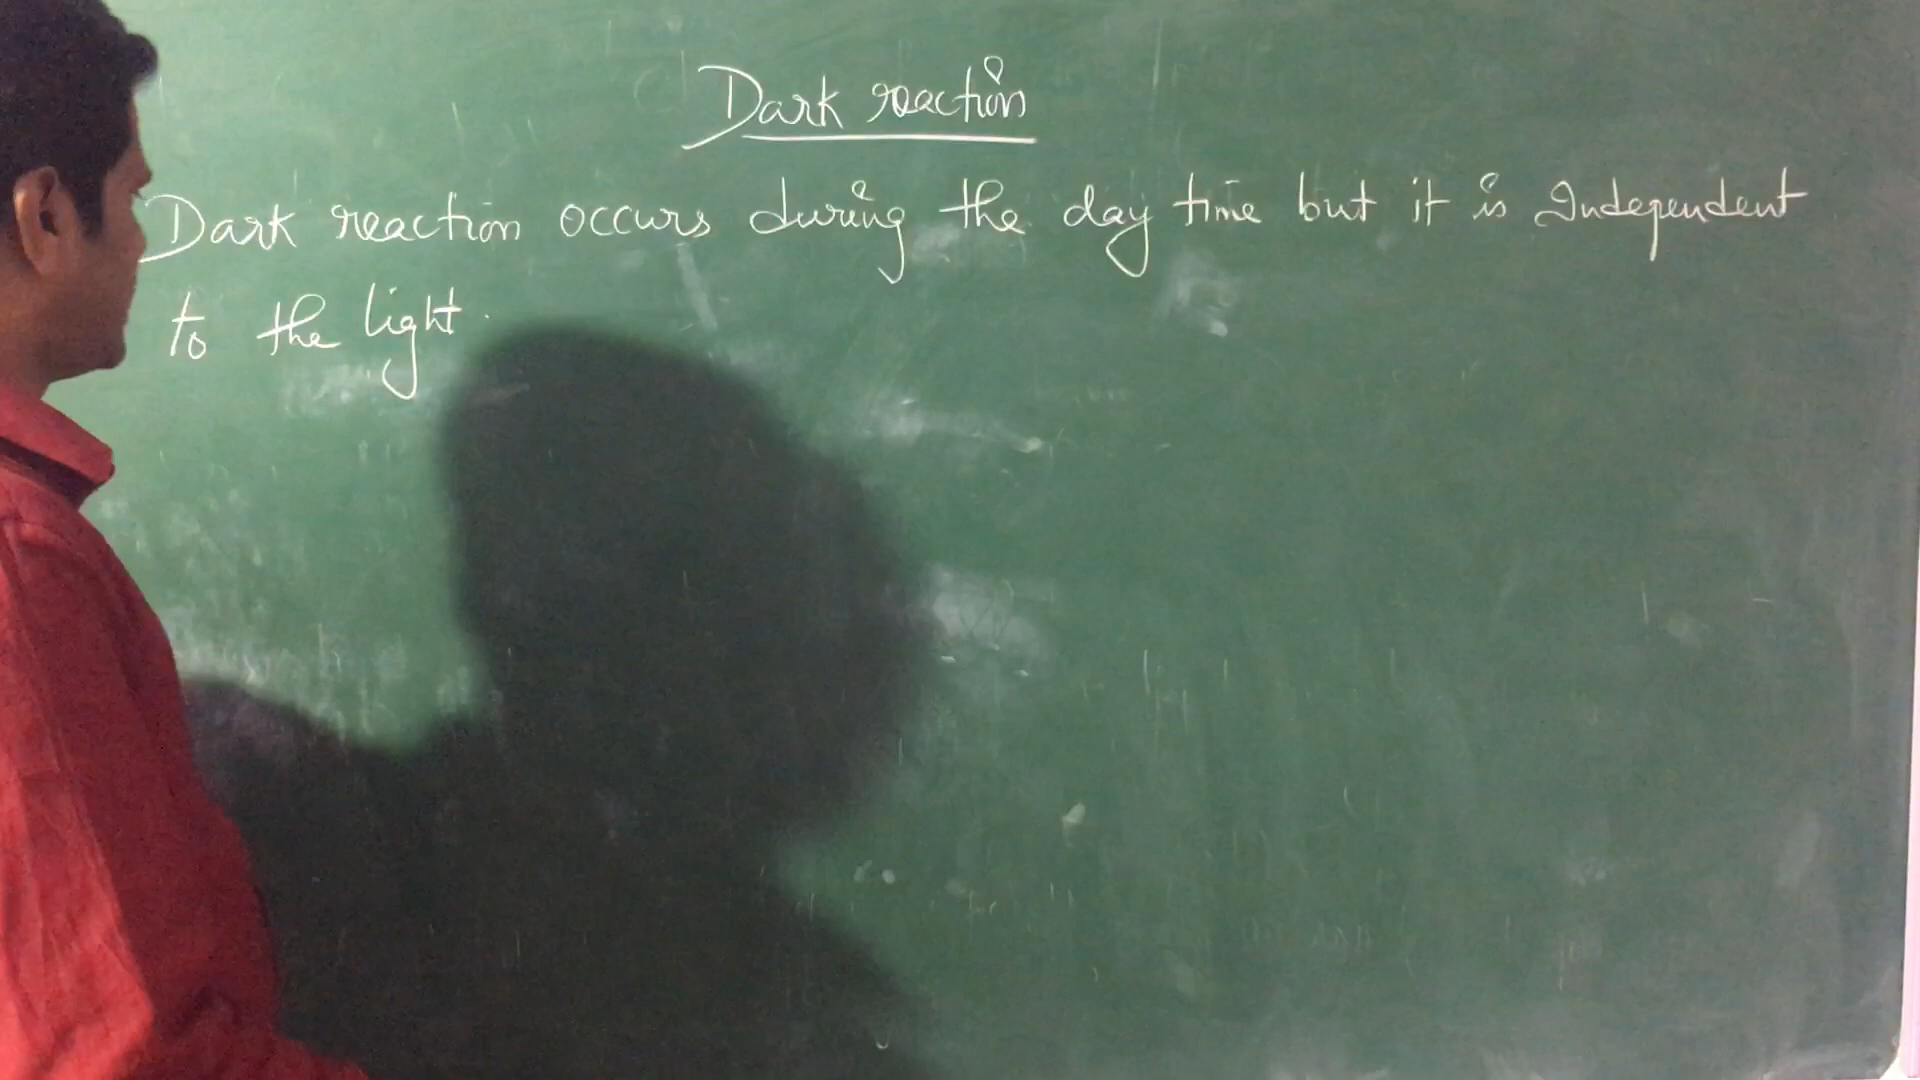 Dark reaction
Dark reaction occurs during the day time but it is Independent
to the light.